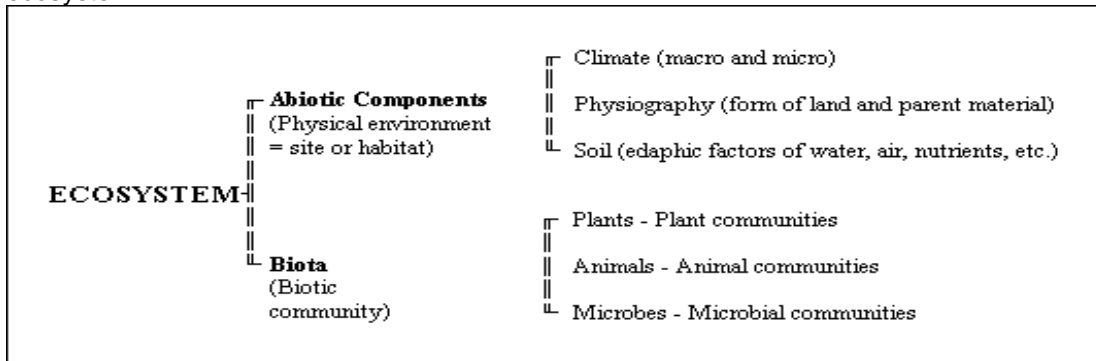 Climate (macro and micro)
Abiotic Components
(Physical environment
= site or habitat)
Physiography (form of land and parent material)
Soil (edaphic factors of water, air, nutrients, etc.)
ECOSYSTEM
Biota
(Biotic
community)
Plants - Plant communities
Animals - Animal communities
Microbes - Microbial communities